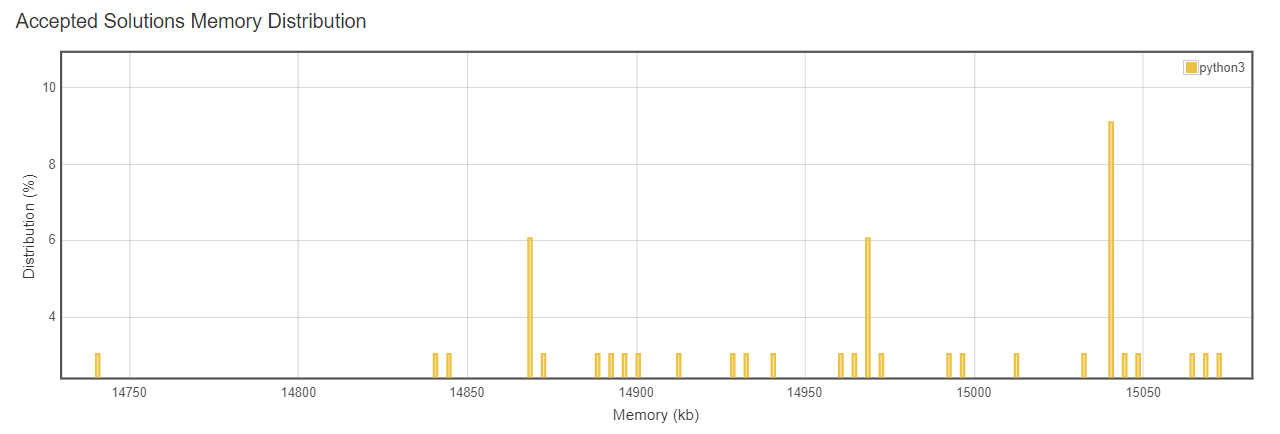 Accepted Solutions Memory Distribution
python3
10
8
6
4
Distribution (%)
14750 14800 14850 14900 14950 15000 15050
Memory (kb)